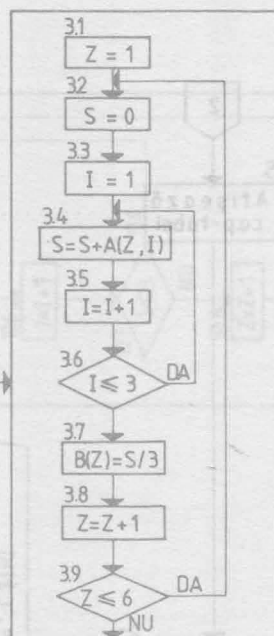 3.1
Z = 1
3.2
S = 0
3.3
I = 1
3.4
S=S+A(Z,I)
3.5
I=I+1
3.6
I ≤ 3
DA
3.7
B(Z)=S/3
3.8
Z=Z+1
3.9
Z ≤ 6
DA
NU